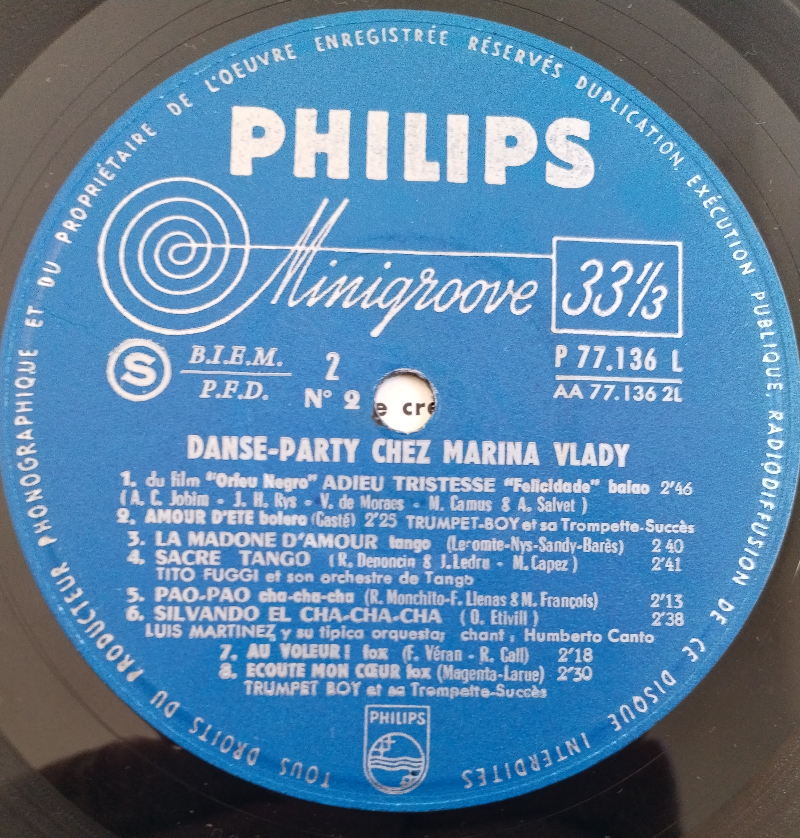 TOUS DROITS DU PRODUCTEUR PHONOGRAPHIQUE ET DU PROPRIÉTAIRE DE L'OEUVRE ENREGISTRÉE RÉSERVÉS DUPLICATION, EXÉCUTION PUBLIQUE, RADIODIFFUSION DE CE DISQUE INTERDITES
PHILIPS
Minigroove 33 1/3
S B.I.E.M. 2 P 77.136 L
P.F.D. N° 2 AA 77.136 2L
e cre
DANSE-PARTY CHEZ MARINA VLADY
1. du film "Orfeu Negro" ADIEU TRISTESSE "Felicidade" baiao 2'46
(A. C. Jobim - J. H. Rys - V. de Moraes - M. Camus & A. Salvet)
2. AMOUR D'ETE bolero (Casté) 2'25 TRUMPET-BOY et sa Trompette-Succès
3. LA MADONE D'AMOUR tango (Lecomte-Nys-Sandy-Barès) 2 40
4. SACRE TANGO (R. Denoncin & J. Ledru - M. Capez) 2'41
TITO FUGGI et son orchestre de Tango
5. PAO-PAO cha-cha-cha (R. Monchito-F. Llenas & M. François) 2'13
6. SILVANDO EL CHA-CHA-CHA (O. Etivill) 2'38
LUIS MARTINEZ y su tipica orquesta; chant : Humberto Canto
7. AU VOLEUR! fox (F. Véran - R. Gall) 2'18
8. ECOUTE MON CŒUR fox (Magenta-Larue) 2'30
TRUMPET BOY et sa Trompette-Succès
PHILIPS